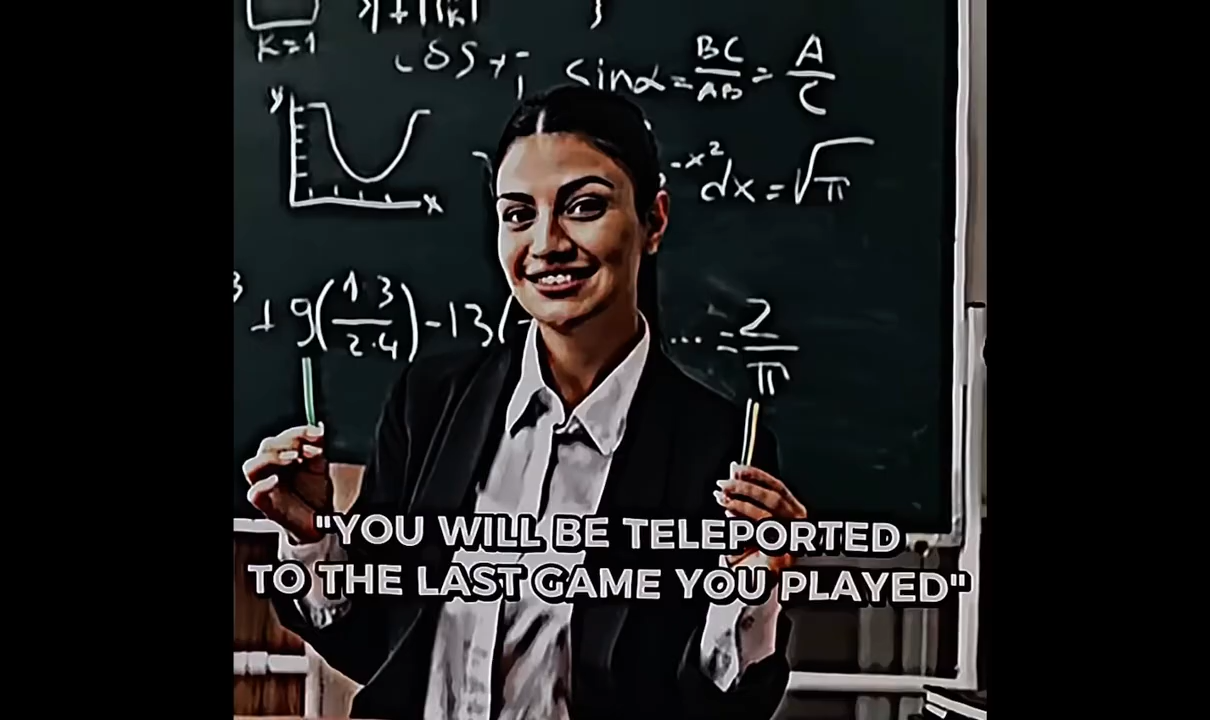 K=1
sinα = BC/AB = A/C
y
x
-x² dx = √π
+ 9(1·3/2·4) - 13(
... = 2/π
"YOU WILL BE TELEPORTED
TO THE LAST GAME YOU PLAYED"